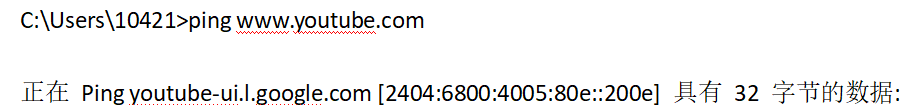 C:\Users\10421>ping www.youtube.com
正在 Ping youtube-ui.l.google.com [2404:6800:4005:80e::200e] 具有 32 字节的数据: